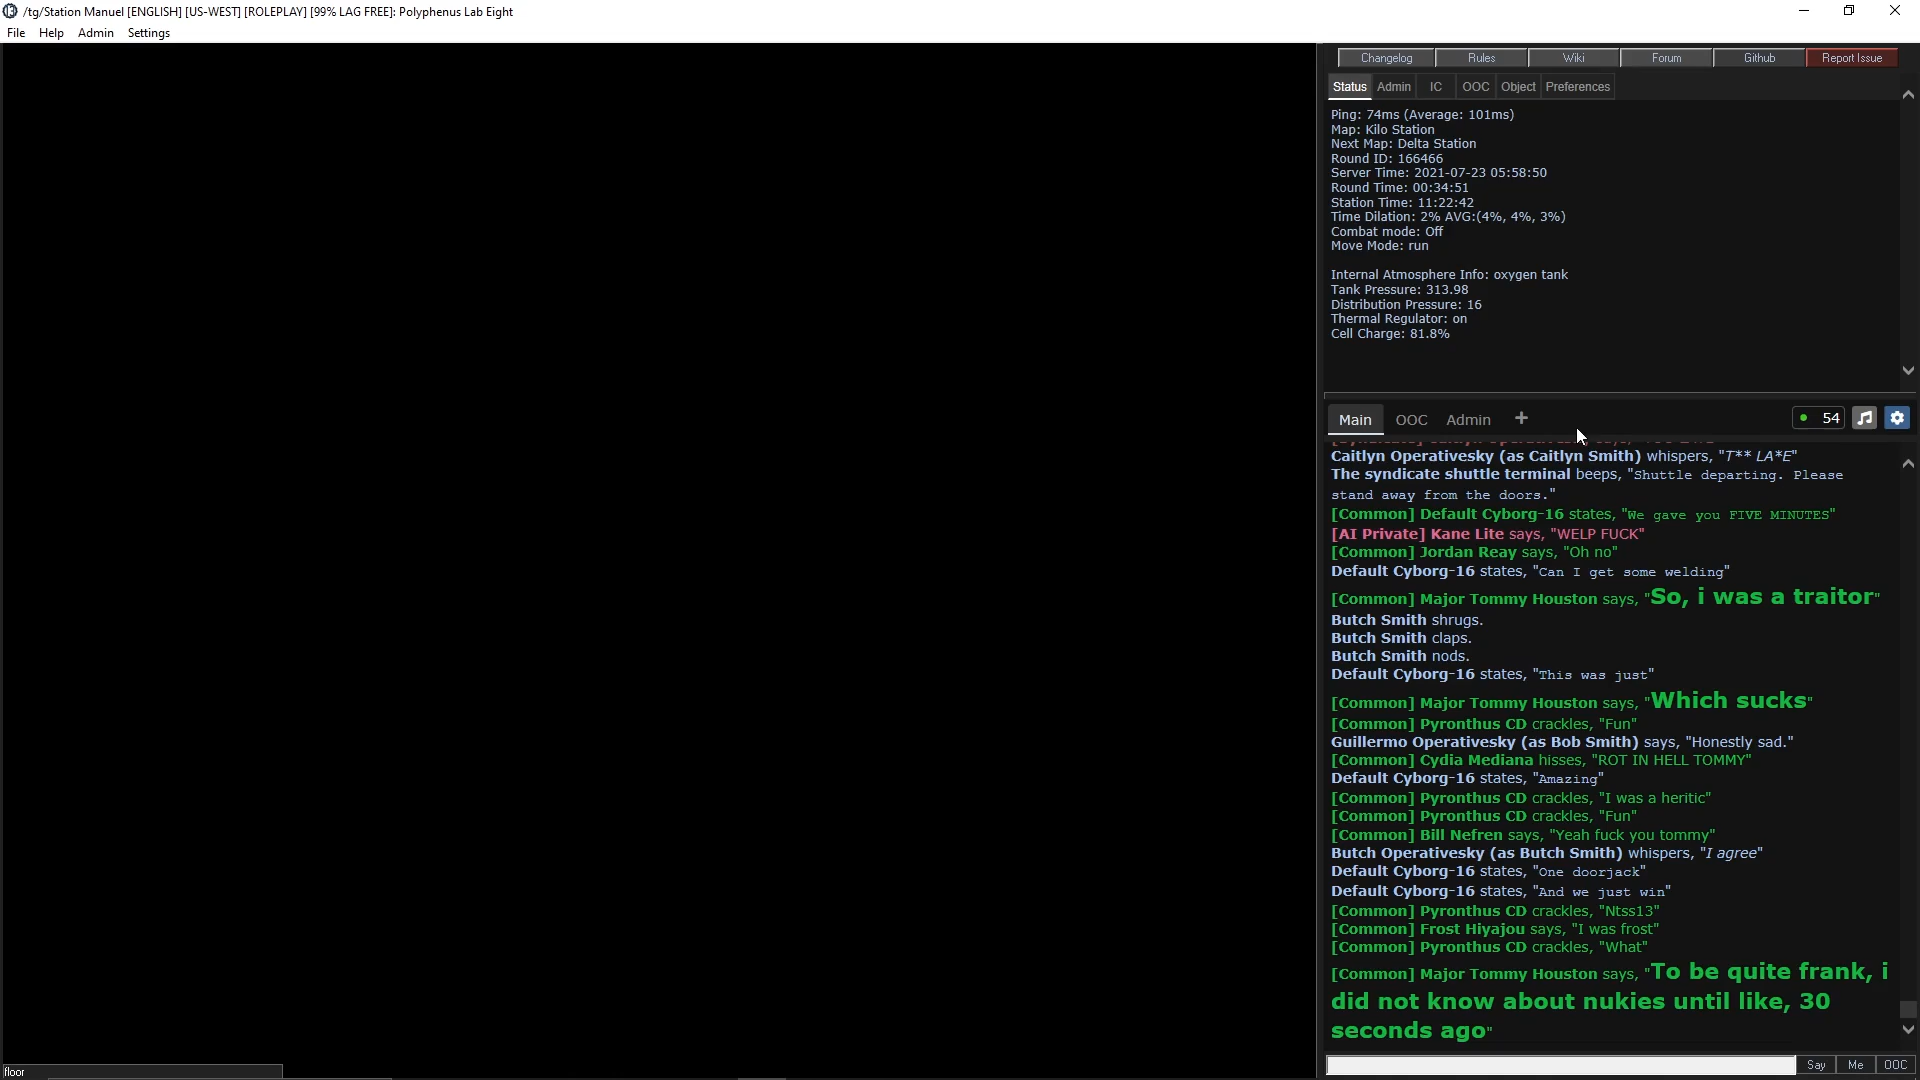 /tg/Station Manuel [ENGLISH] [US-WEST] [ROLEPLAY] [99% LAG FREE]: Polyphenus Lab Eight
File Help Admin Settings
Changelog Rules Wiki Forum Github Report Issue
Status Admin IC OOC Object Preferences
Ping: 74ms (Average: 101ms)
Map: Kilo Station
Next Map: Delta Station
Round ID: 166466
Server Time: 2021-07-23 05:58:50
Round Time: 00:34:51
Station Time: 11:22:42
Time Dilation: 2% AVG:(4%, 4%, 3%)
Combat mode: Off
Move Mode: run
Internal Atmosphere Info: oxygen tank
Tank Pressure: 313.98
Distribution Pressure: 16
Thermal Regulator: on
Cell Charge: 81.8%
Main OOC Admin + 54
Caitlyn Operativesky (as Caitlyn Smith) whispers, "T** LA*E"
The syndicate shuttle terminal beeps, "Shuttle departing. Please
stand away from the doors."
[Common] Default Cyborg-16 states, "We gave you FIVE MINUTES"
[AI Private] Kane Lite says, "WELP FUCK"
[Common] Jordan Reay says, "Oh no"
Default Cyborg-16 states, "Can I get some welding"
[Common] Major Tommy Houston says, "So, i was a traitor"
Butch Smith shrugs.
Butch Smith claps.
Butch Smith nods.
Default Cyborg-16 states, "This was just"
[Common] Major Tommy Houston says, "Which sucks"
[Common] Pyronthus CD crackles, "Fun"
Guillermo Operativesky (as Bob Smith) says, "Honestly sad."
[Common] Cydia Mediana hisses, "ROT IN HELL TOMMY"
Default Cyborg-16 states, "Amazing"
[Common] Pyronthus CD crackles, "I was a heritic"
[Common] Pyronthus CD crackles, "Fun"
[Common] Bill Nefren says, "Yeah fuck you tommy"
Butch Operativesky (as Butch Smith) whispers, "I agree"
Default Cyborg-16 states, "One doorjack"
Default Cyborg-16 states, "And we just win"
[Common] Pyronthus CD crackles, "Ntss13"
[Common] Frost Hiyajou says, "I was frost"
[Common] Pyronthus CD crackles, "What"
[Common] Major Tommy Houston says, "To be quite frank, i
did not know about nukies until like, 30
seconds ago"
floor
Say Me OOC